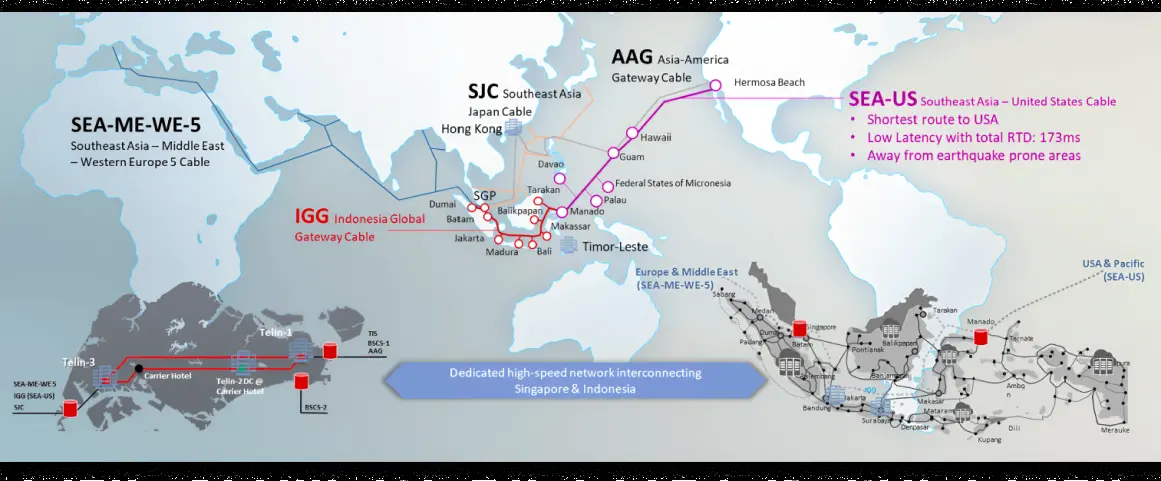 AAG Asia-America
Gateway Cable
Hermosa Beach
SJC Southeast Asia
Japan Cable
Hong Kong
SEA-US Southeast Asia – United States Cable
• Shortest route to USA
• Low Latency with total RTD: 173ms
• Away from earthquake prone areas
SEA-ME-WE-5
Southeast Asia – Middle East
– Western Europe 5 Cable
Hawaii
Guam
Davao
Federal States of Micronesia
Tarakan
Palau
SGP
Dumai
Balikpapan
Manado
Batam
IGG Indonesia Global
Gateway Cable
Makassar
Jakarta
Madura
Bali
Timor-Leste
Europe & Middle East
(SEA-ME-WE-5)
USA & Pacific
(SEA-US)
Telin-1
TIS
BSCS-1
AAG
Telin-3
Carrier Hotel
Telin-2 DC @
Carrier Hotel
SEA-ME-WE 5
IGG (SEA-US)
SJC
BSCS-2
Dedicated high-speed network interconnecting
Singapore & Indonesia
Sabang
Medan
Dumai
Padang
Singapore
Batam
Tarakan
Manado
Ternate
Pontianak
Balikpapan
Jakarta
Bandung
Surabaya
Denpasar
Makasar
Mataram
Ambo
n
Dili
Kupang
Merauke